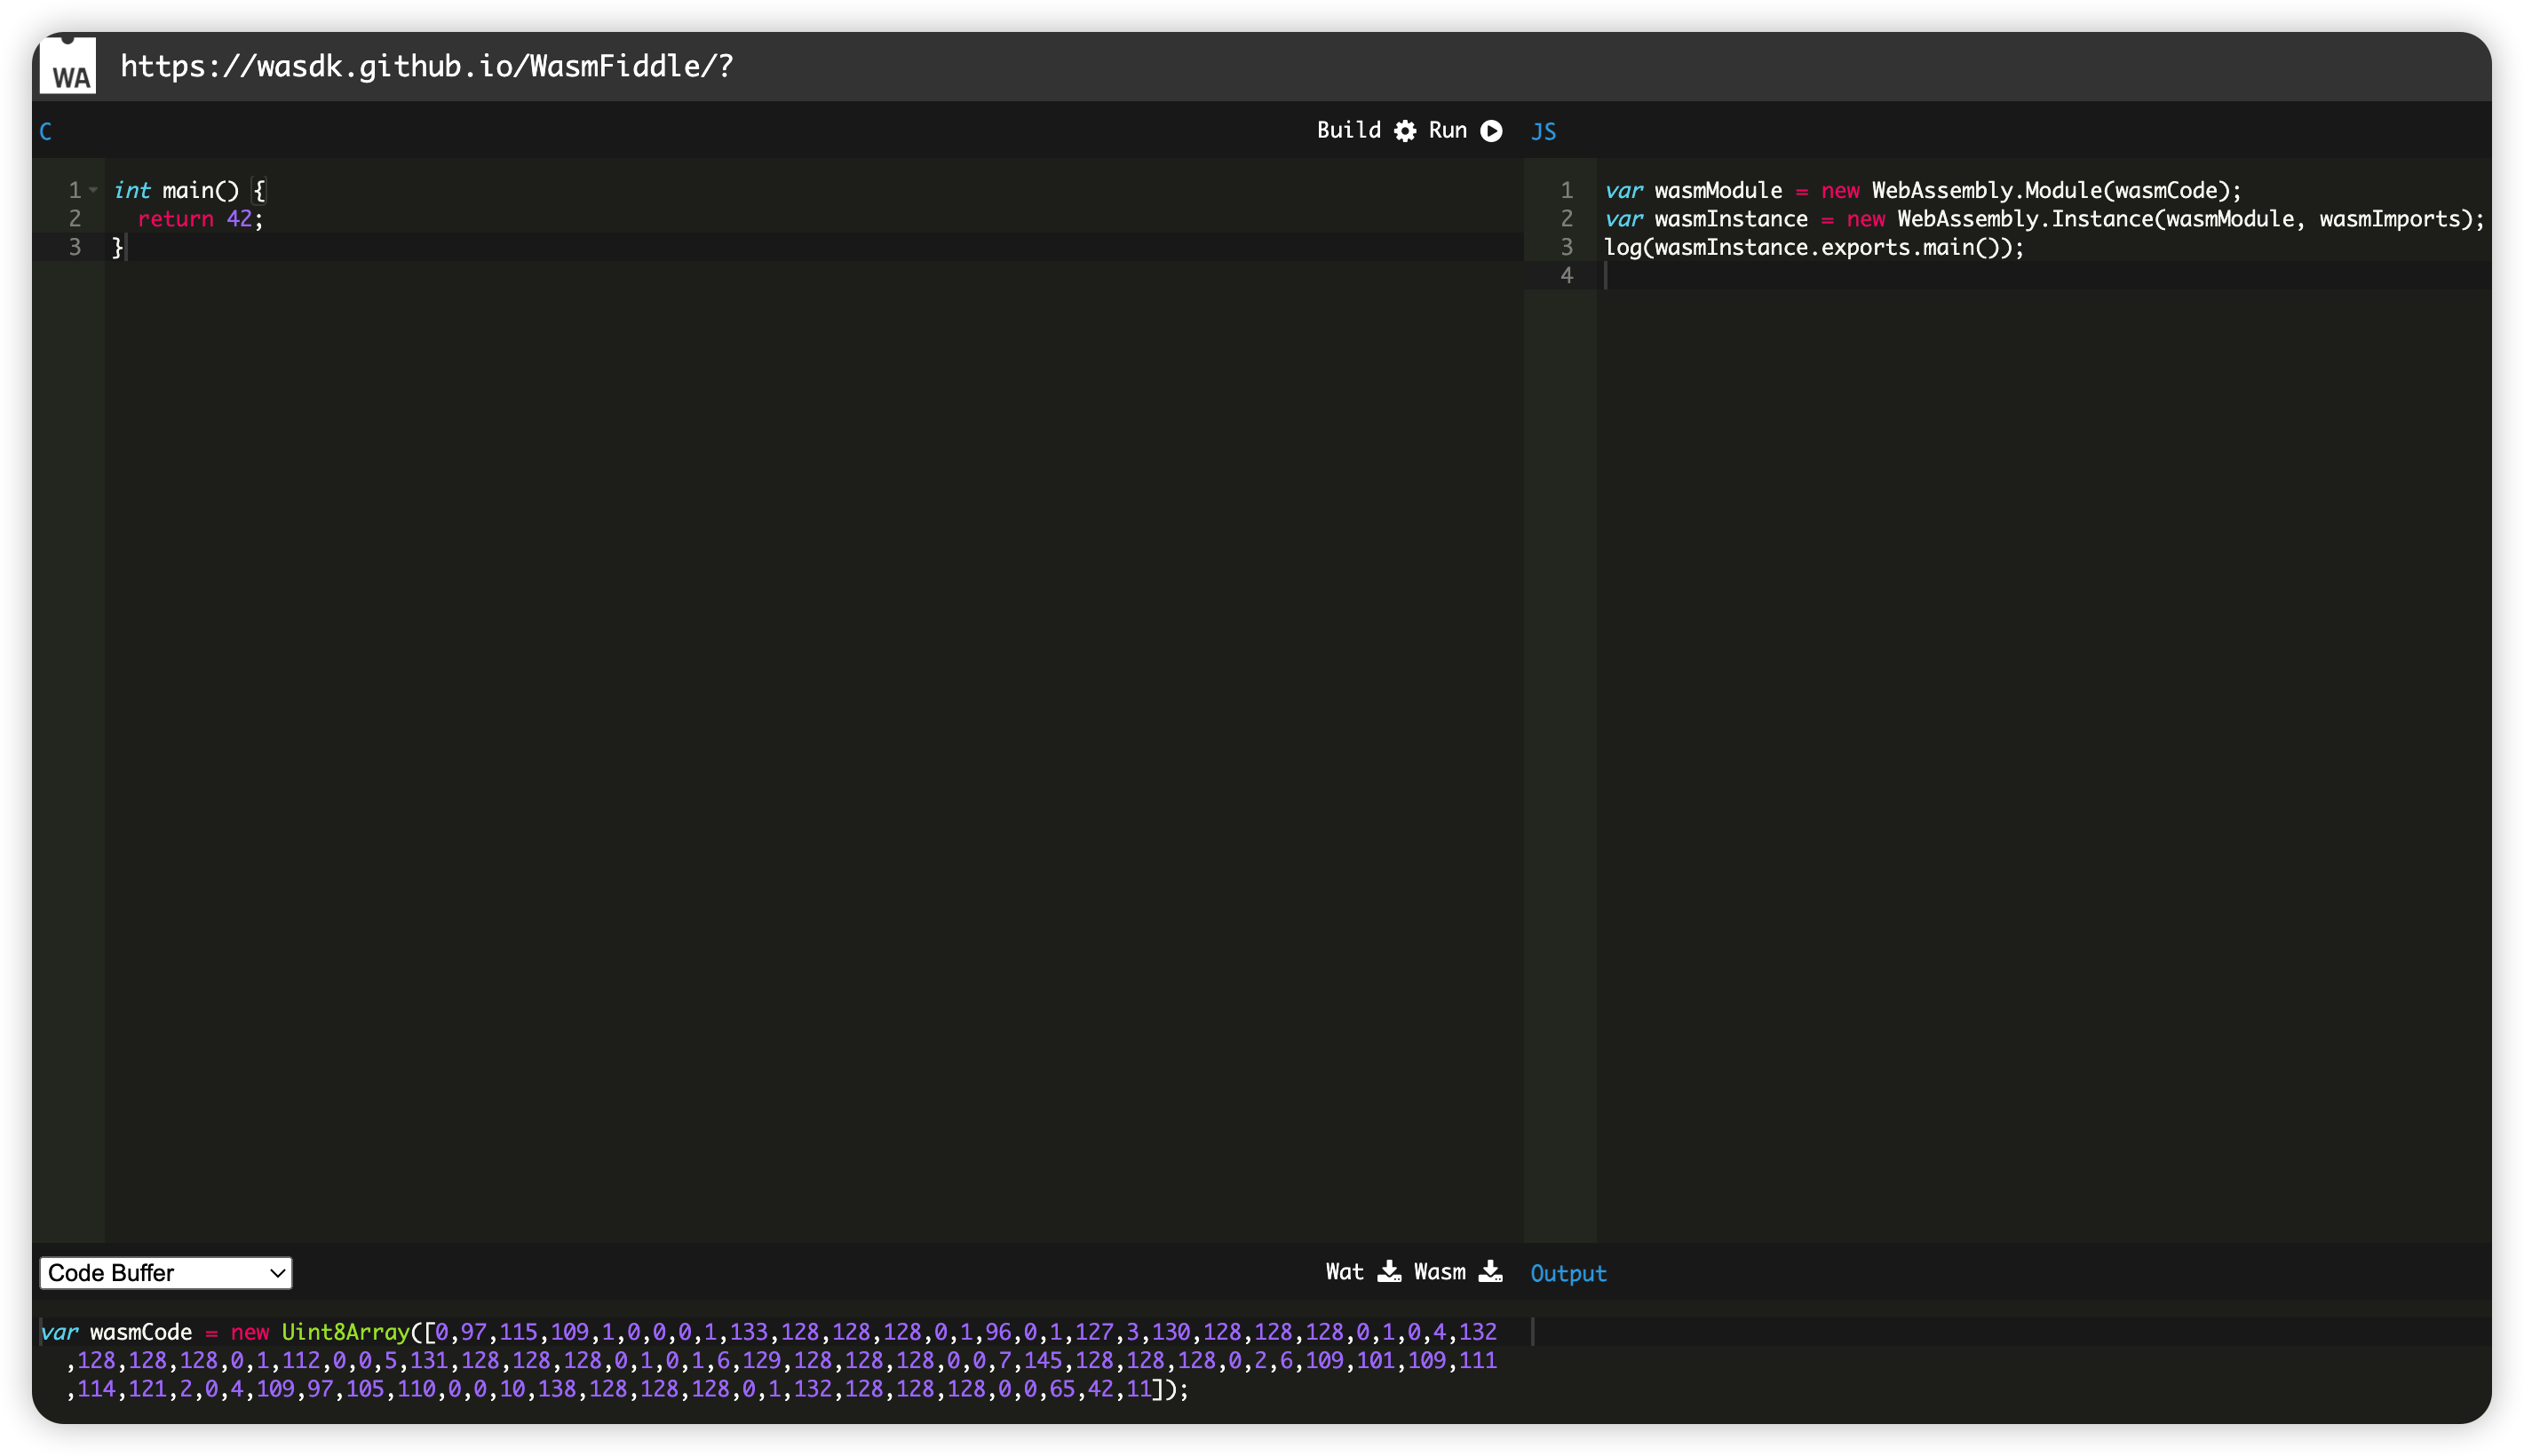 WA https://wasdk.github.io/WasmFiddle/?
C Build Run JS
1 int main() {
2 return 42;
3 }
1 var wasmModule = new WebAssembly.Module(wasmCode);
2 var wasmInstance = new WebAssembly.Instance(wasmModule, wasmImports);
3 log(wasmInstance.exports.main());
4
Code Buffer Wat Wasm Output
var wasmCode = new Uint8Array([0,97,115,109,1,0,0,0,1,133,128,128,128,0,1,96,0,1,127,3,130,128,128,128,0,1,0,4,132
,128,128,128,0,1,112,0,0,5,131,128,128,128,0,1,0,1,6,129,128,128,128,0,0,7,145,128,128,128,0,2,6,109,101,109,111
,114,121,2,0,4,109,97,105,110,0,0,10,138,128,128,128,0,1,132,128,128,128,0,0,65,42,11]);